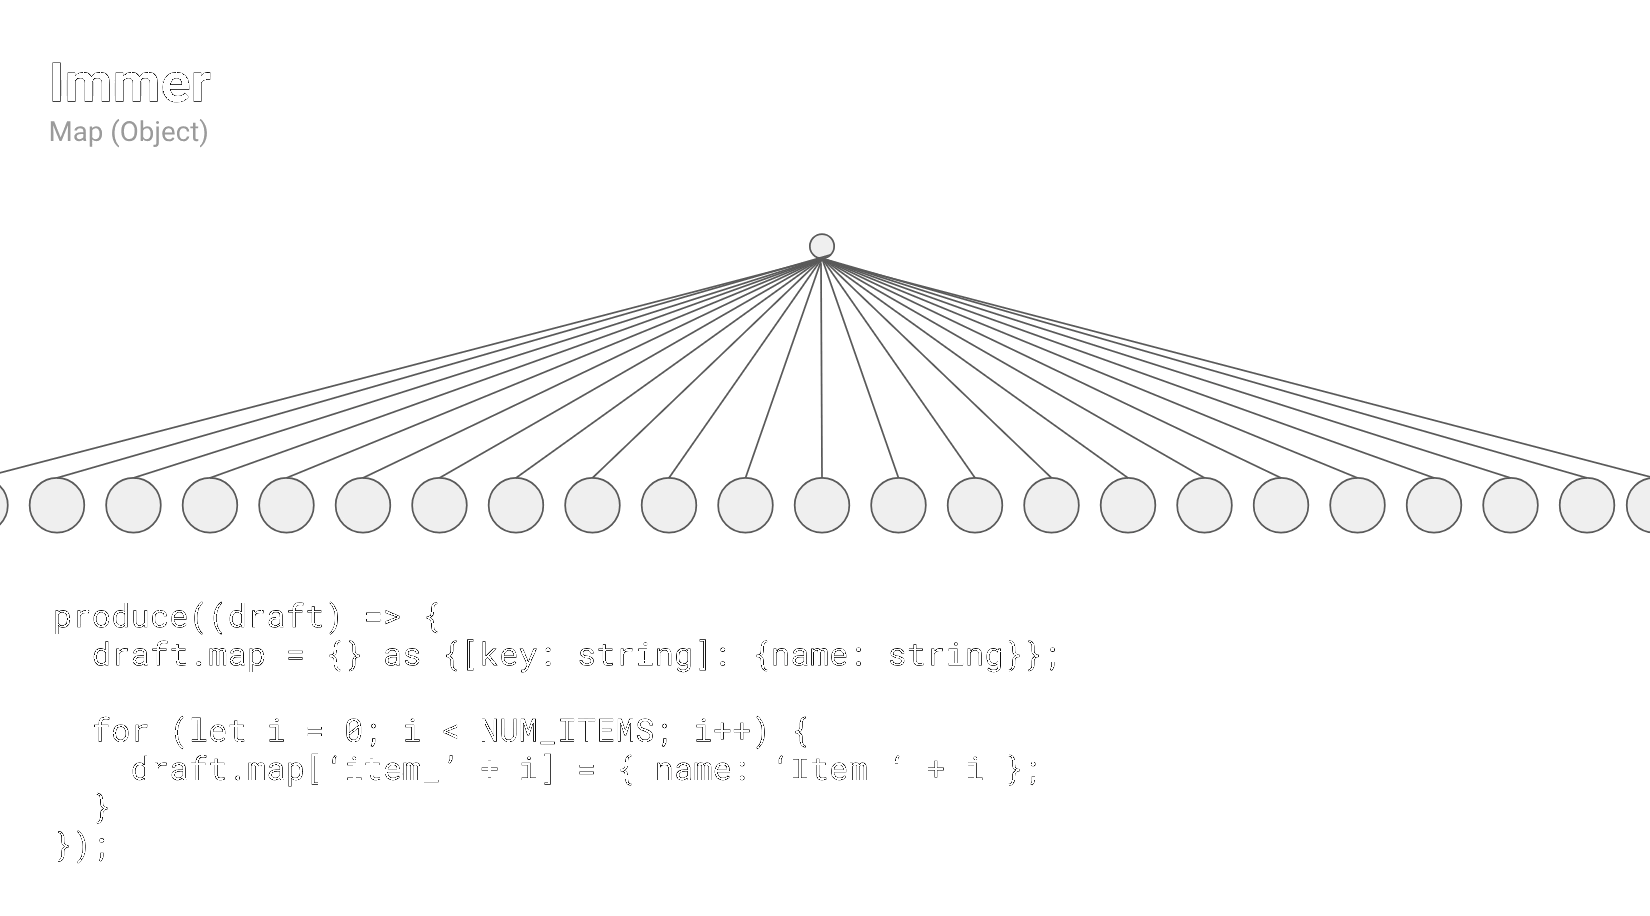 Immer
Map (Object)
produce((draft) => {
  draft.map = {} as {[key: string]: {name: string}};
  for (let i = 0; i < NUM_ITEMS; i++) {
    draft.map[‘item_’ + i] = { name: ‘Item ‘ + i };
  }
});